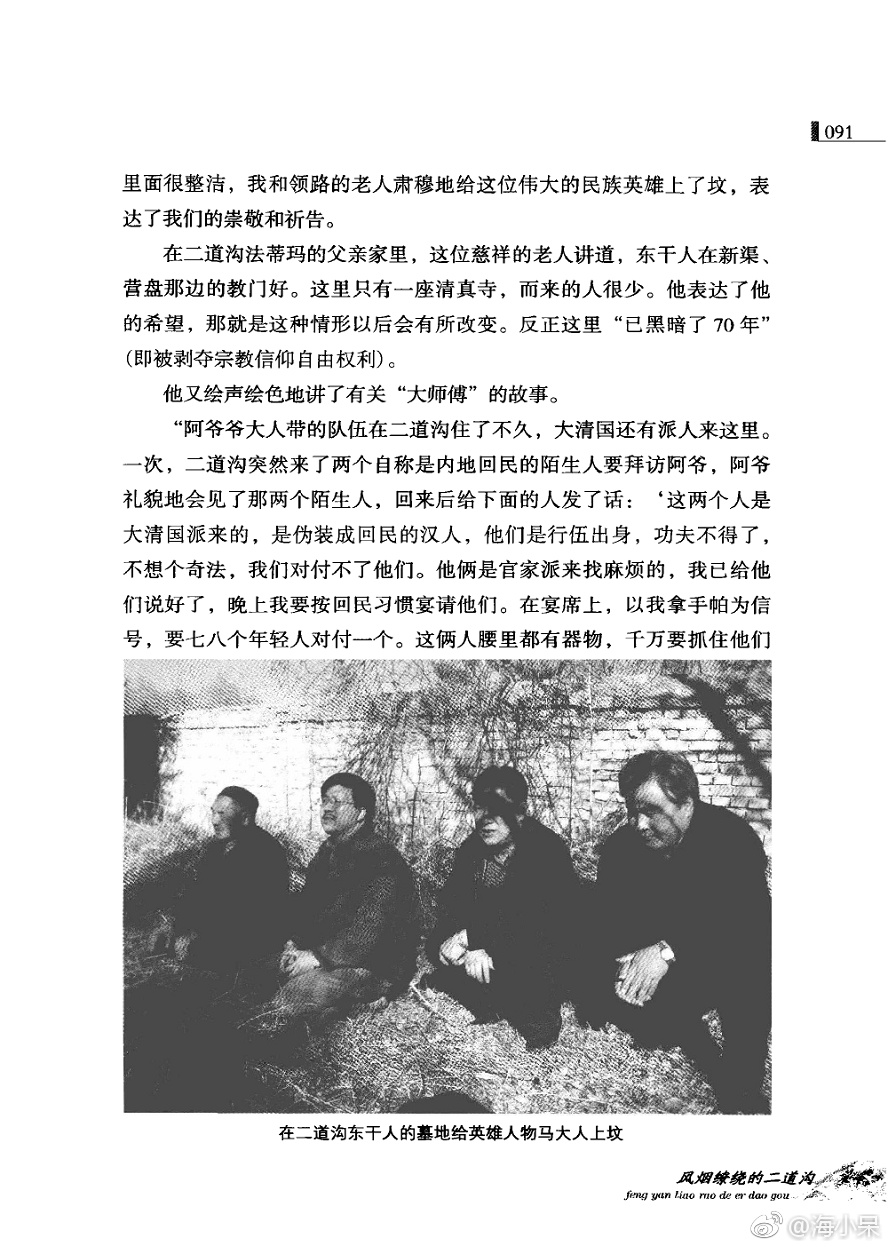 091
里面很整洁，我和领路的老人肃穆地给这位伟大的民族英雄上了坟，表
达了我们的崇敬和祈告。
在二道沟法蒂玛的父亲家里，这位慈祥的老人讲道，东干人在新渠、
营盘那边的教门好。这里只有一座清真寺，而来的人很少。他表达了他
的希望，那就是这种情形以后会有所改变。反正这里“已黑暗了 70 年”
(即被剥夺宗教信仰自由权利)。
他又绘声绘色地讲了有关“大师傅”的故事。
“阿爷爷大人带的队伍在二道沟住了不久，大清国还有派人来这里。
一次，二道沟突然来了两个自称是内地回民的陌生人要拜访阿爷，阿爷
礼貌地会见了那两个陌生人，回来后给下面的人发了话：‘这两个人是
大清国派来的，是伪装成回民的汉人，他们是行伍出身，功夫不得了，
不想个奇法，我们对付不了他们。他俩是官家派来找麻烦的，我已给他
们说好了，晚上我要按回民习惯宴请他们。在宴席上，以我拿手帕为信
号，要七八个年轻人对付一个。这俩人腰里都有器物，千万要抓住他们
在二道沟东干人的墓地给英雄人物马大人上坟
风烟缭绕的二道沟
feng yan liao rao de er dao gou
@海小呆